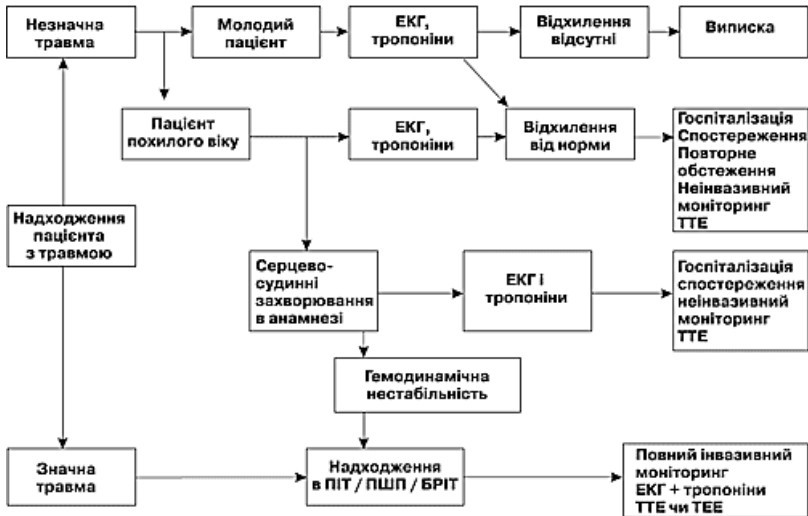 Незначна
травма
Молодий
пацієнт
ЕКГ,
тропоніни
Відхилення
відсутні
Виписка
Пацієнт
похилого віку
ЕКГ,
тропоніни
Відхилення
від норми
Госпіталізація
Спостереження
Повторне
обстеження
Неінвазивний
моніторинг
ТТЕ
Надходження
пацієнта
з травмою
Серцево-
судинні
захворювання
в анамнезі
ЕКГ і
тропоніни
Госпіталізація
спостереження
неінвазивний
моніторинг
ТТЕ
Гемодинамічна
нестабільність
Значна
травма
Надходження
в ПІТ / ПШП / БРІТ
Повний інвазивний
моніторинг
ЕКГ + тропоніни
ТТЕ чи ТЕЕ